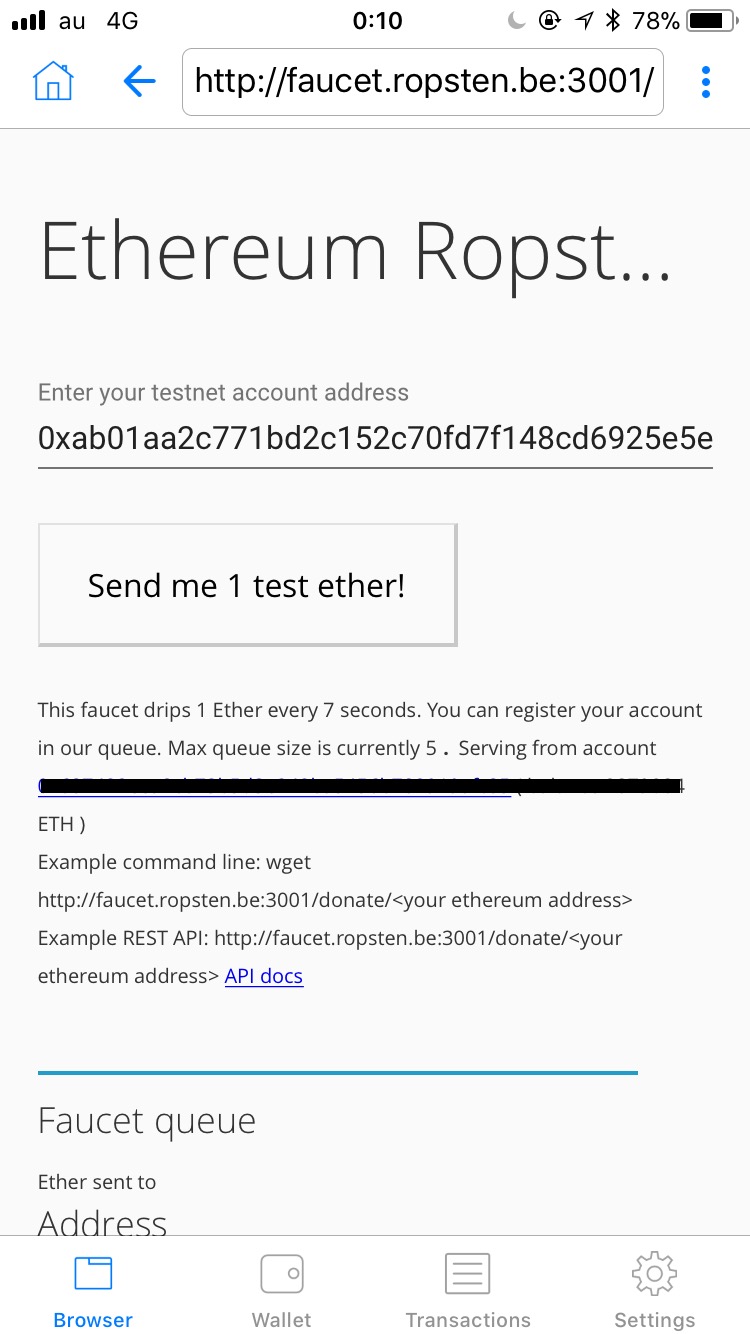 au 4G 0:10 78%
http://faucet.ropsten.be:3001/
Ethereum Ropst...
Enter your testnet account address
0xab01aa2c771bd2c152c70fd7f148cd6925e5e
Send me 1 test ether!
This faucet drips 1 Ether every 7 seconds. You can register your account
in our queue. Max queue size is currently 5 . Serving from account
ETH )
Example command line: wget
http://faucet.ropsten.be:3001/donate/<your ethereum address>
Example REST API: http://faucet.ropsten.be:3001/donate/<your
ethereum address> API docs
Faucet queue
Ether sent to
Address
Browser Wallet Transactions Settings